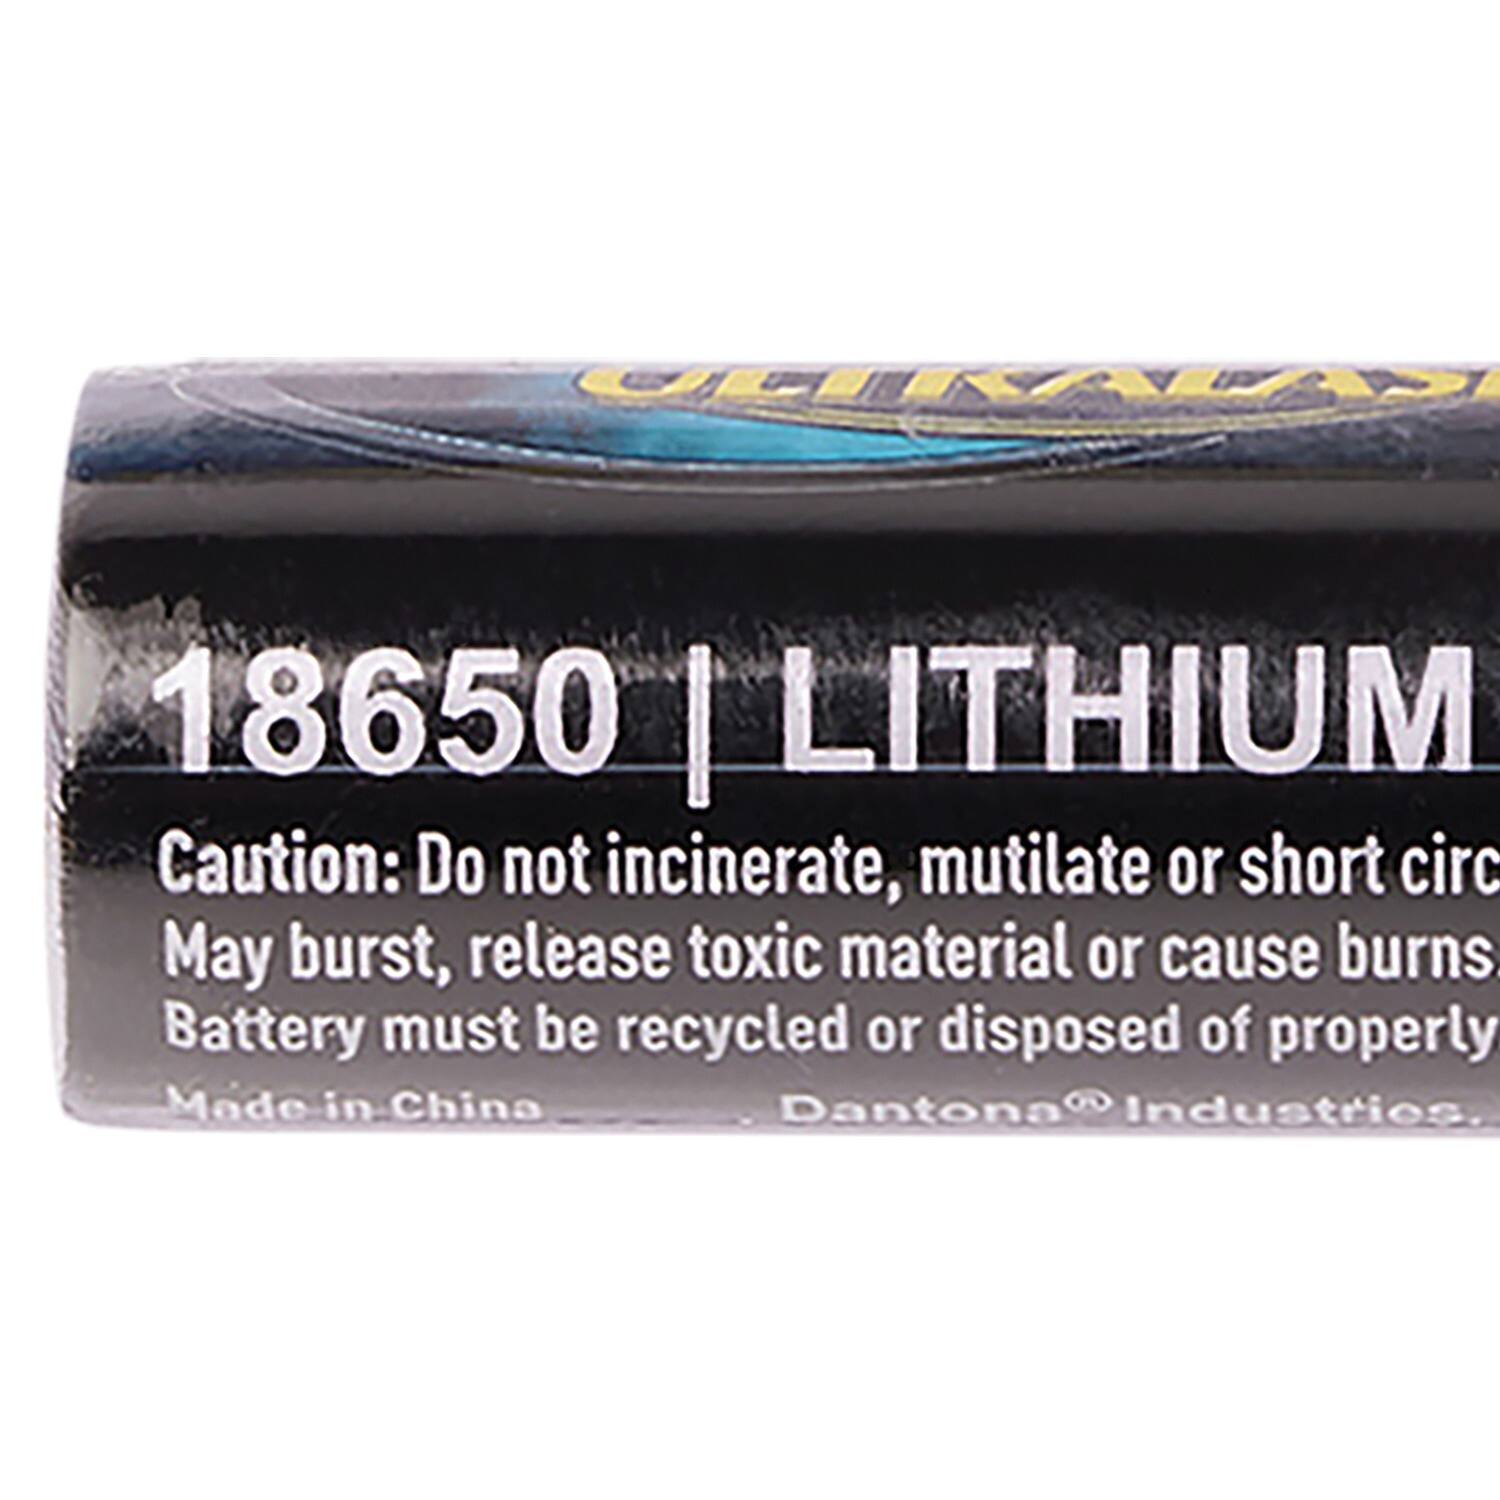 ULTRALAS
18650 | LITHIUM
Caution: Do not incinerate, mutilate or short circ
May burst, release toxic material or cause burns.
Battery must be recycled or disposed of properly
Made in China Dantona® Industries.